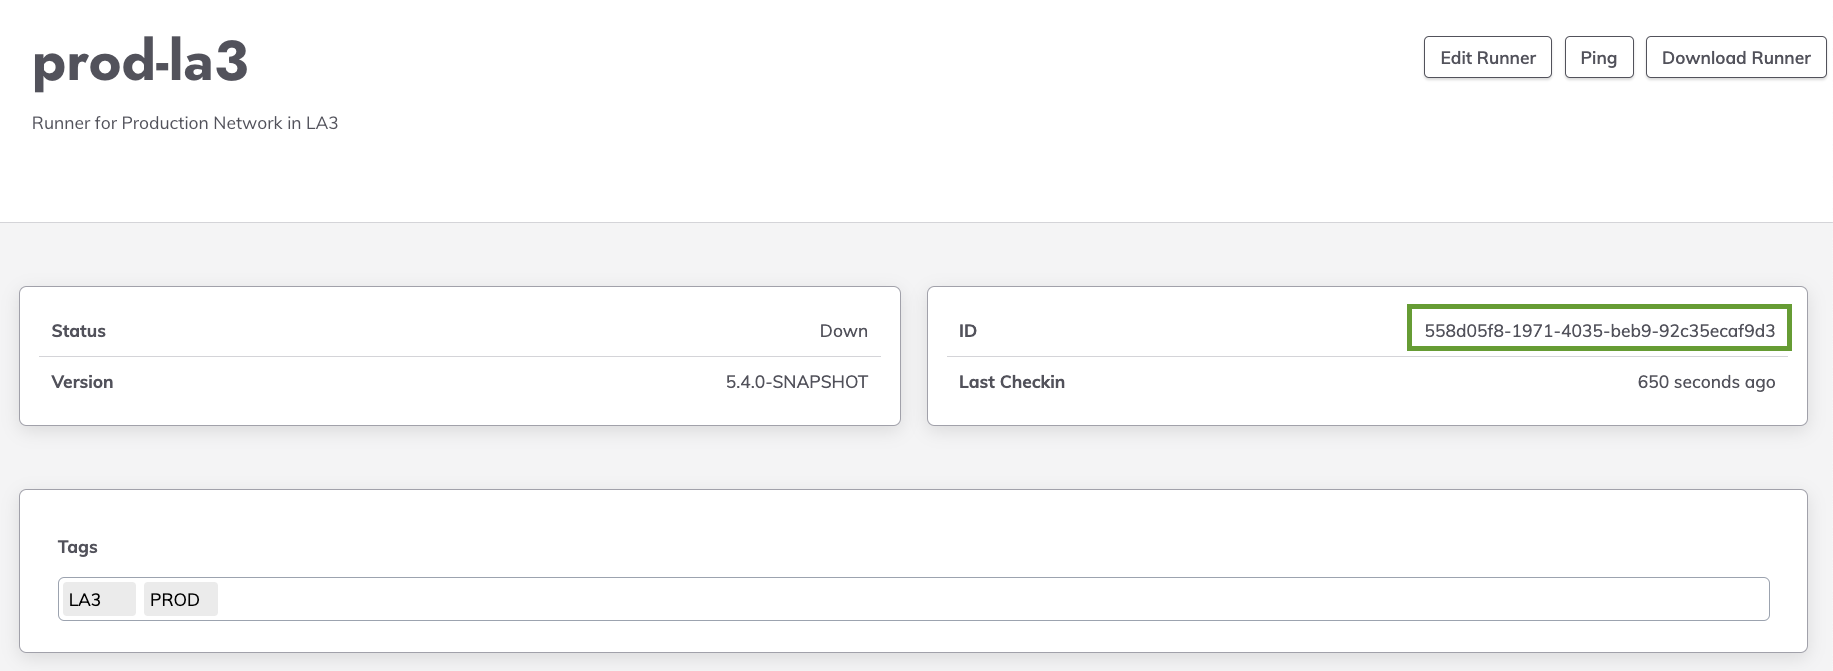 prod-la3
Edit Runner
Ping
Download Runner
Runner for Production Network in LA3
Status
Down
Version
5.4.0-SNAPSHOT
ID
558d05f8-1971-4035-beb9-92c35ecaf9d3
Last Checkin
650 seconds ago
Tags
LA3
PROD